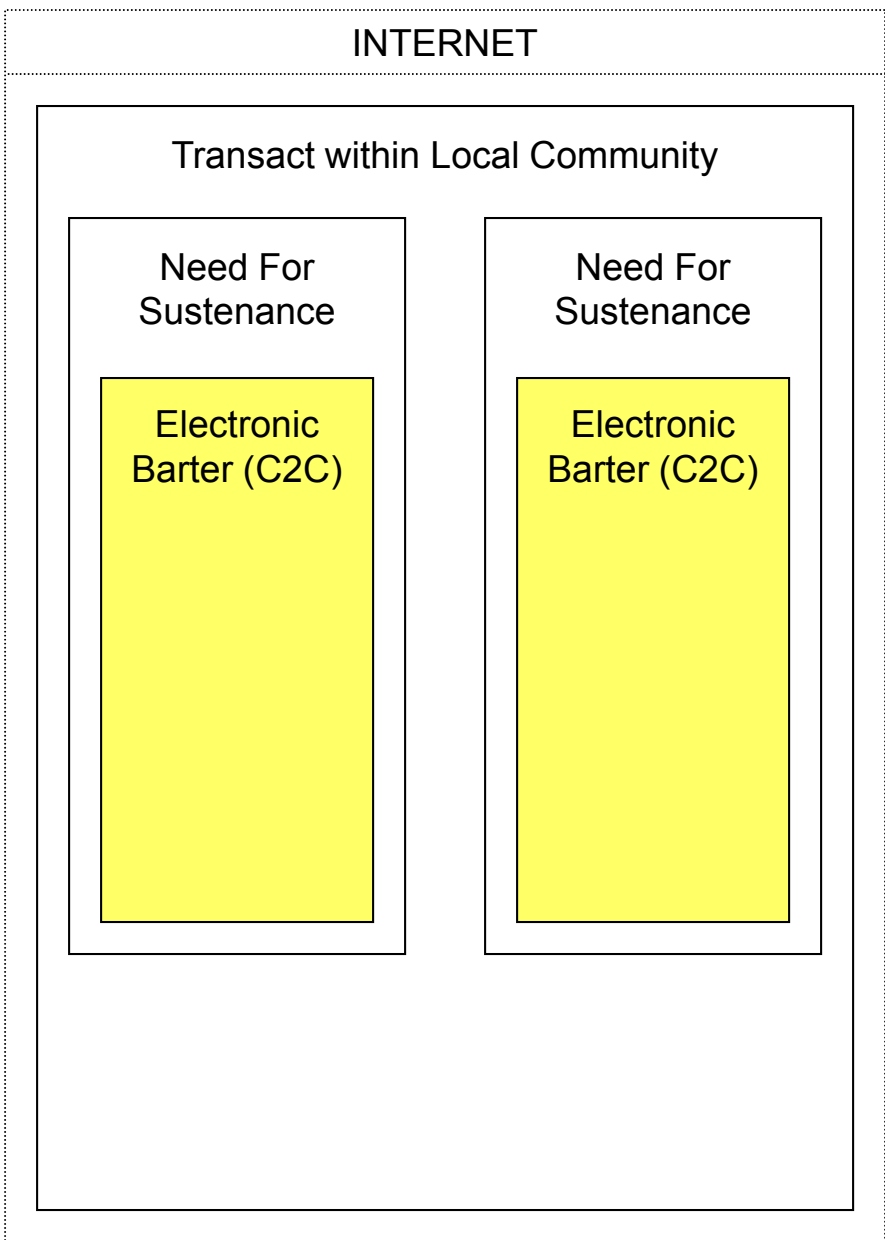 INTERNET
Transact within Local Community
Need For
Sustenance
Electronic
Barter (C2C)
Need For
Sustenance
Electronic
Barter (C2C)